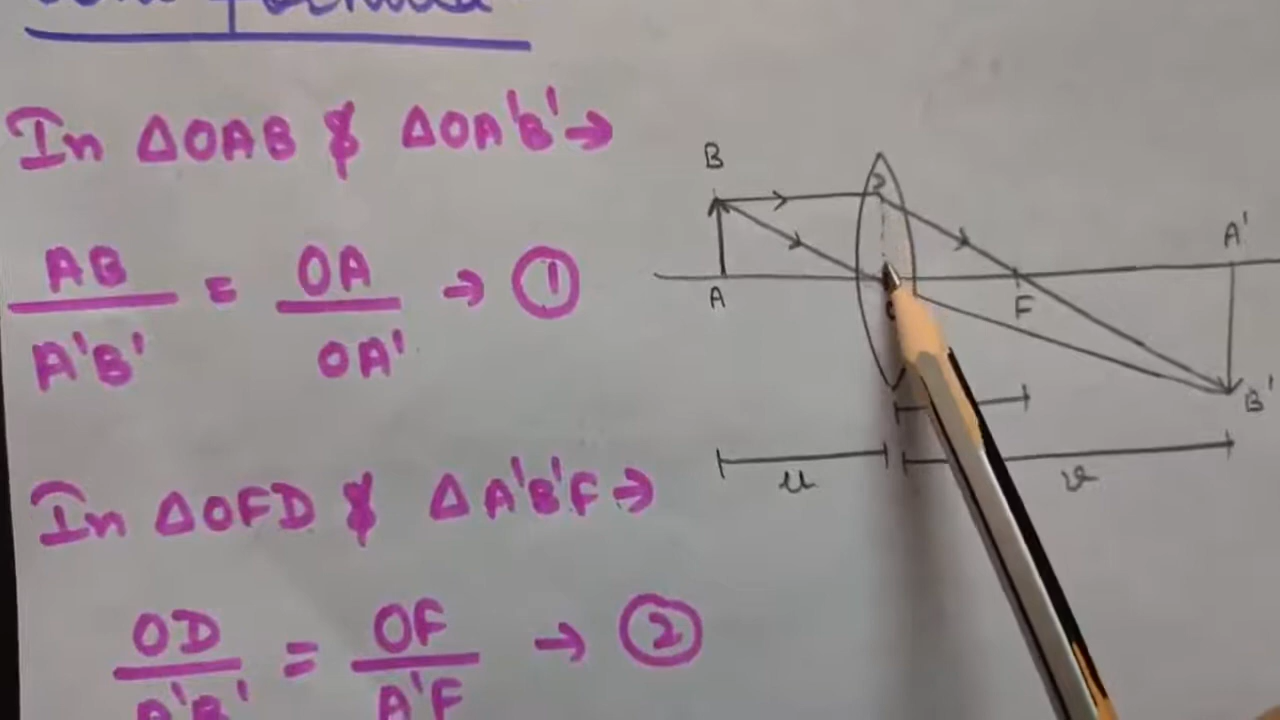 In ΔOAB & ΔOA'B' →
AB / A'B' = OA / OA' → ①
In ΔOFD & ΔA'B'F →
OD / A'B' = OF / A'F → ②
B
D
A'
A
F
B'
u
v